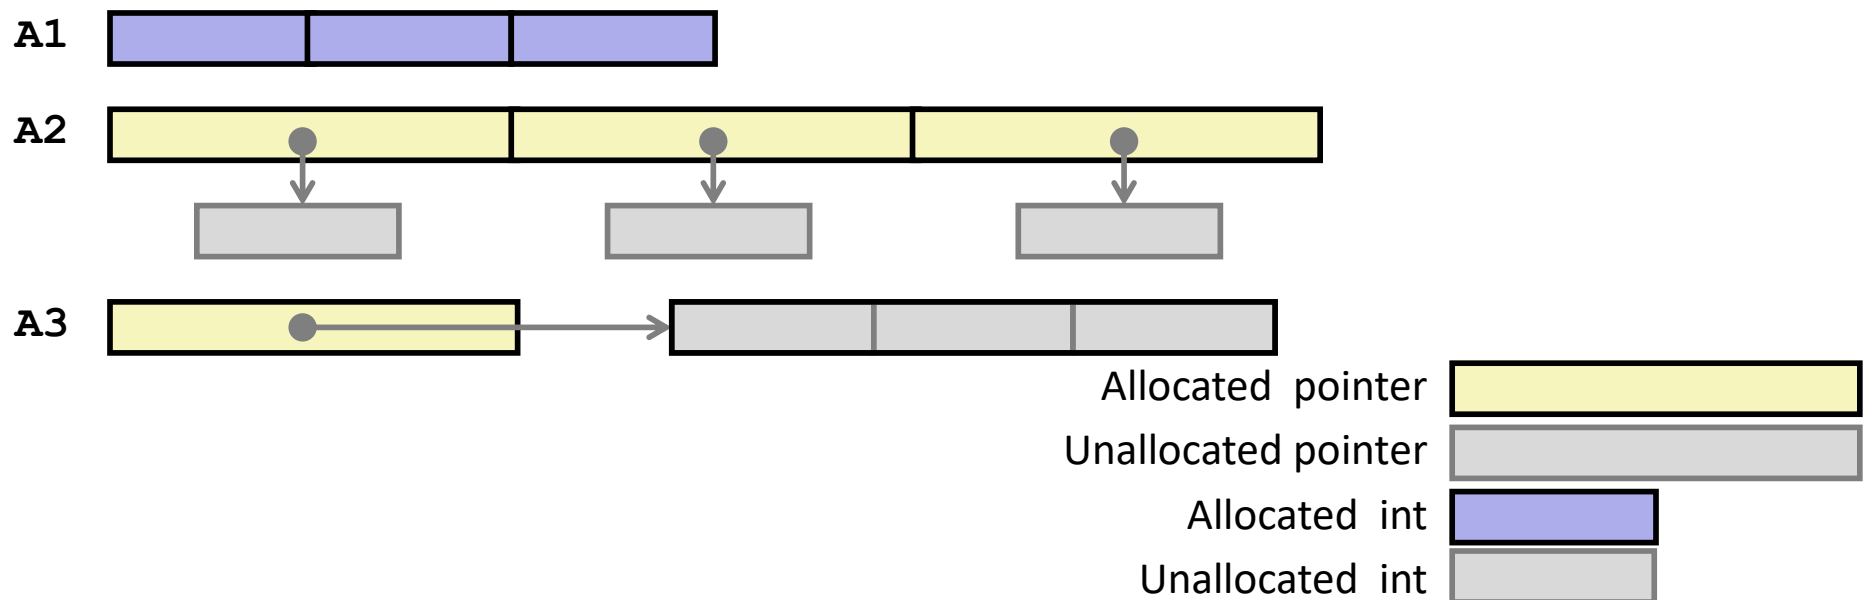 A1
A2
A3
Allocated pointer
Unallocated pointer
Allocated int
Unallocated int